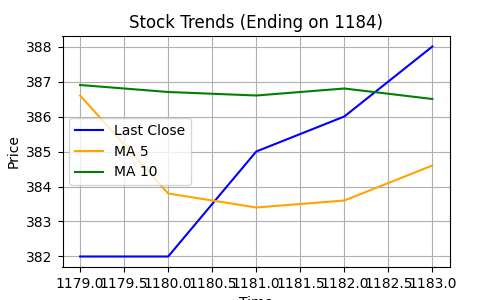 Stock Trends (Ending on 1184)
388
387
386
385
384
383
382
Price
Last Close
MA 5
MA 10
1179.0 1179.5 1180.0 1180.5 1181.0 1181.5 1182.0 1182.5 1183.0
Time